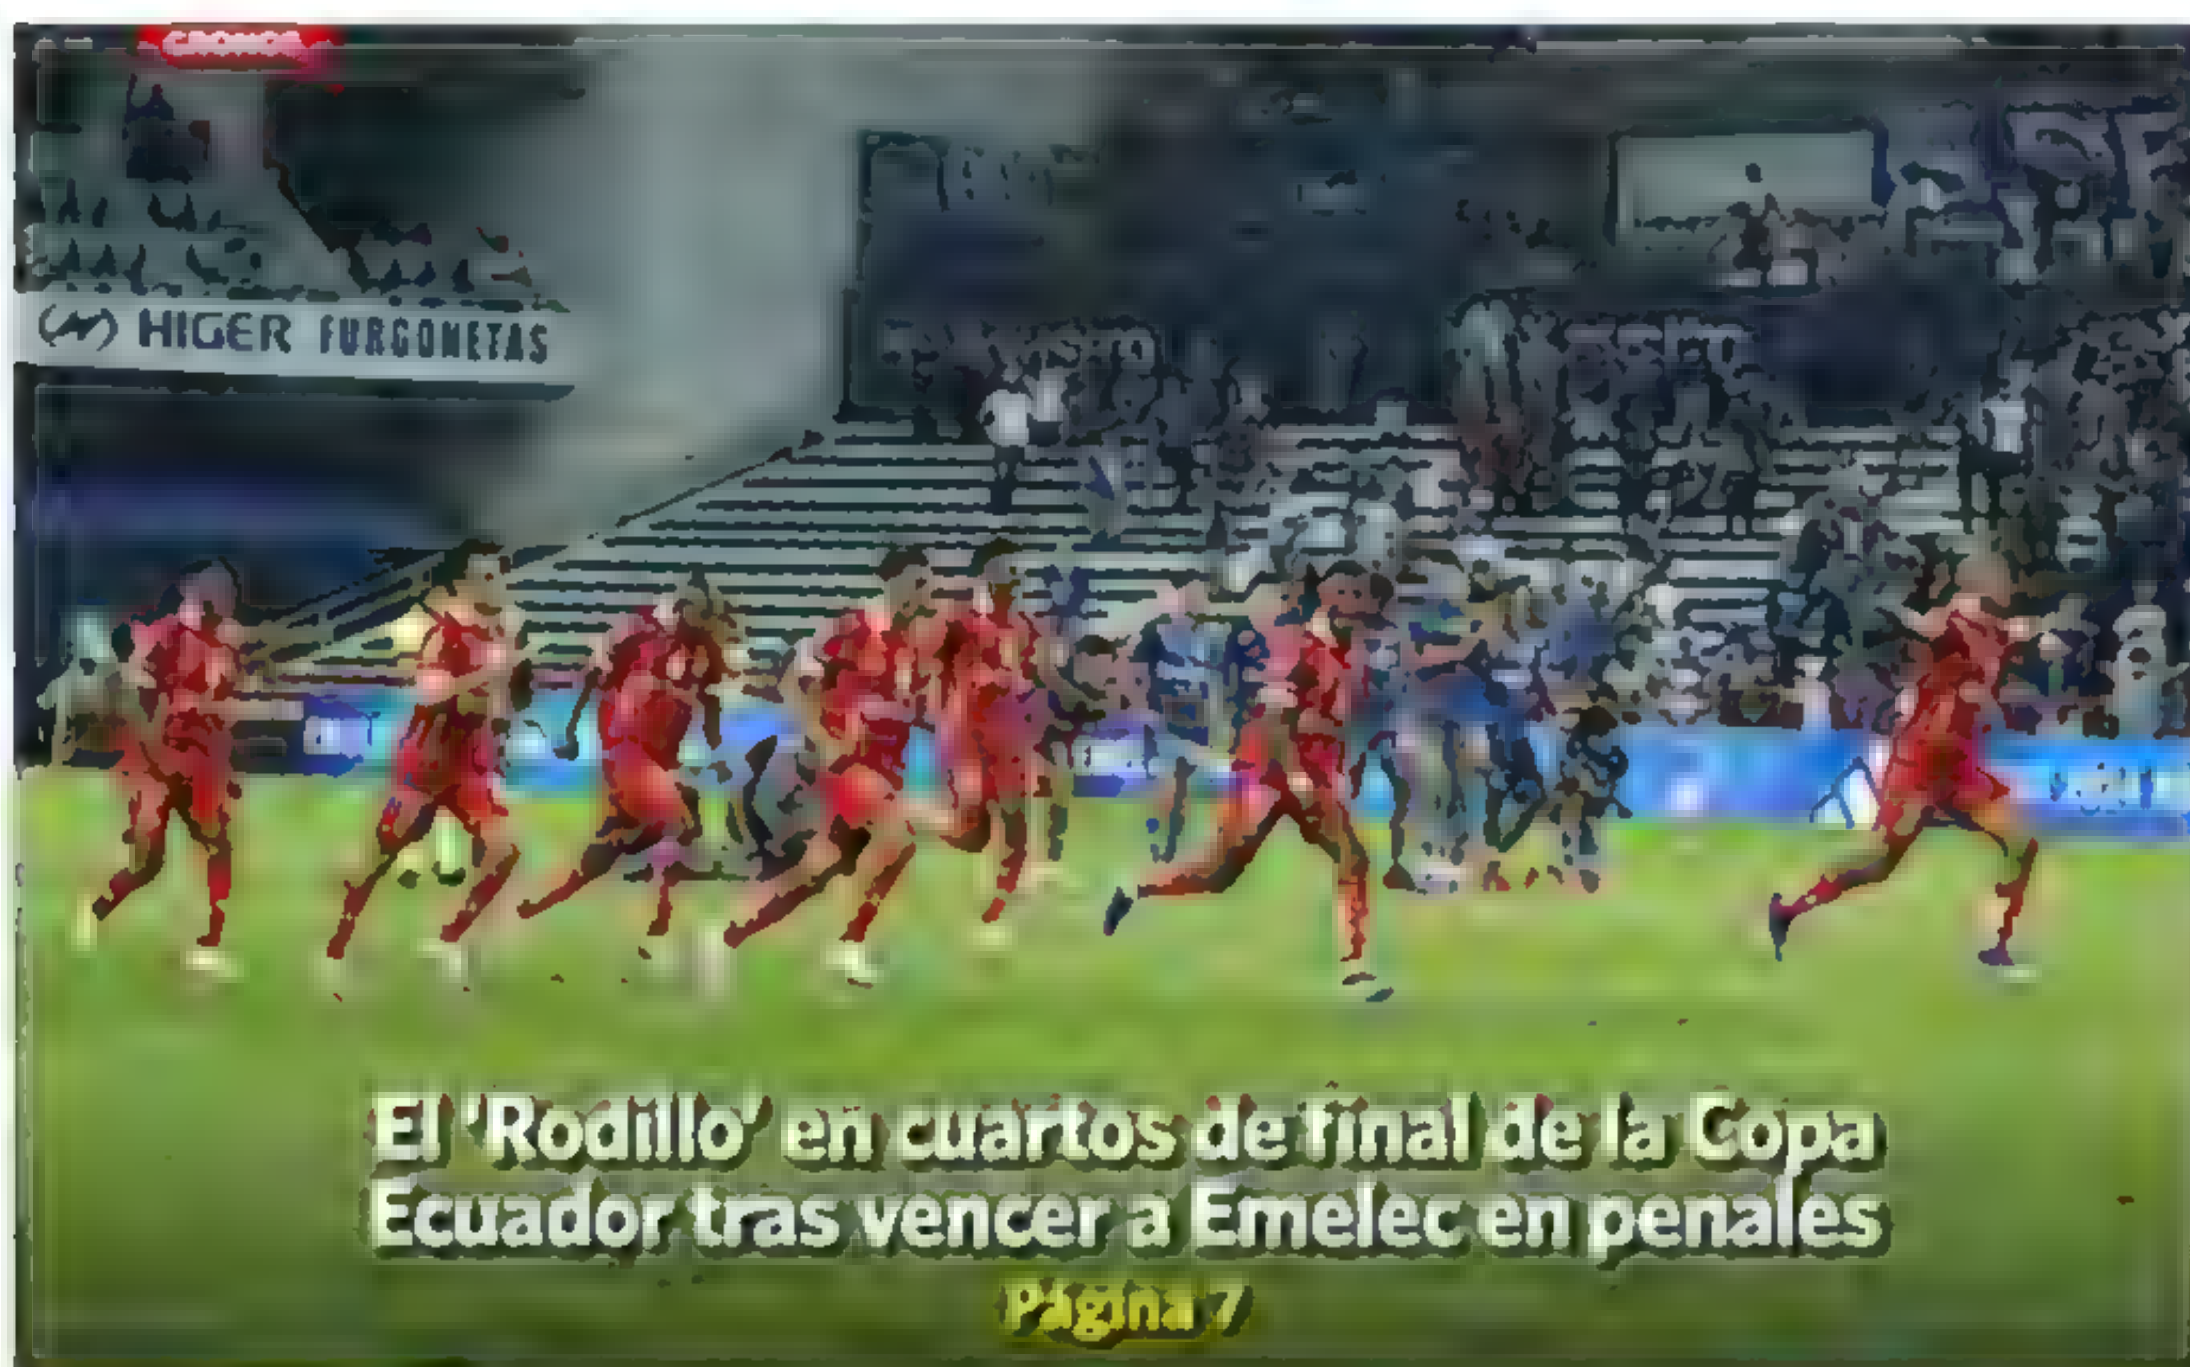 HIGER FURGONETAS
El 'Rodillo' en cuartos de final de la Copa
Ecuador tras vencer a Emelec en penales
Página 7